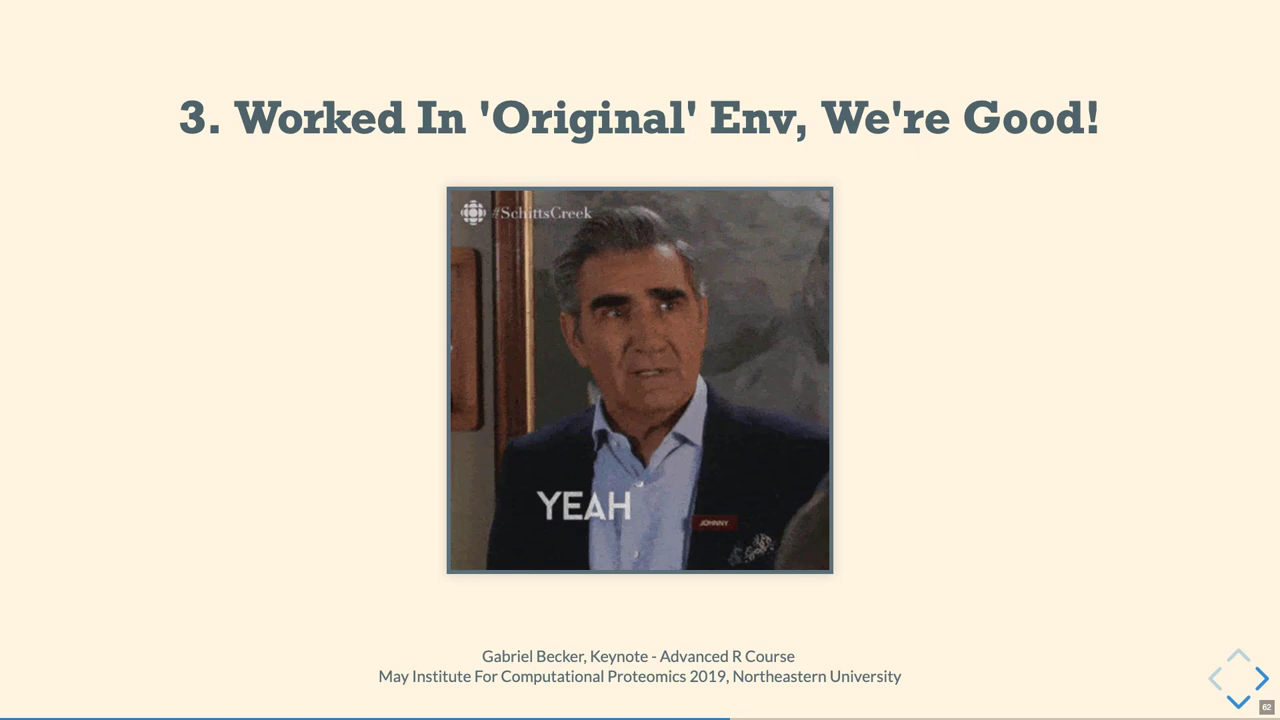 3. Worked In 'Original' Env, We're Good!
#SchittsCreek
YEAH
JOHNNY
Gabriel Becker, Keynote - Advanced R Course
May Institute For Computational Proteomics 2019, Northeastern University
62